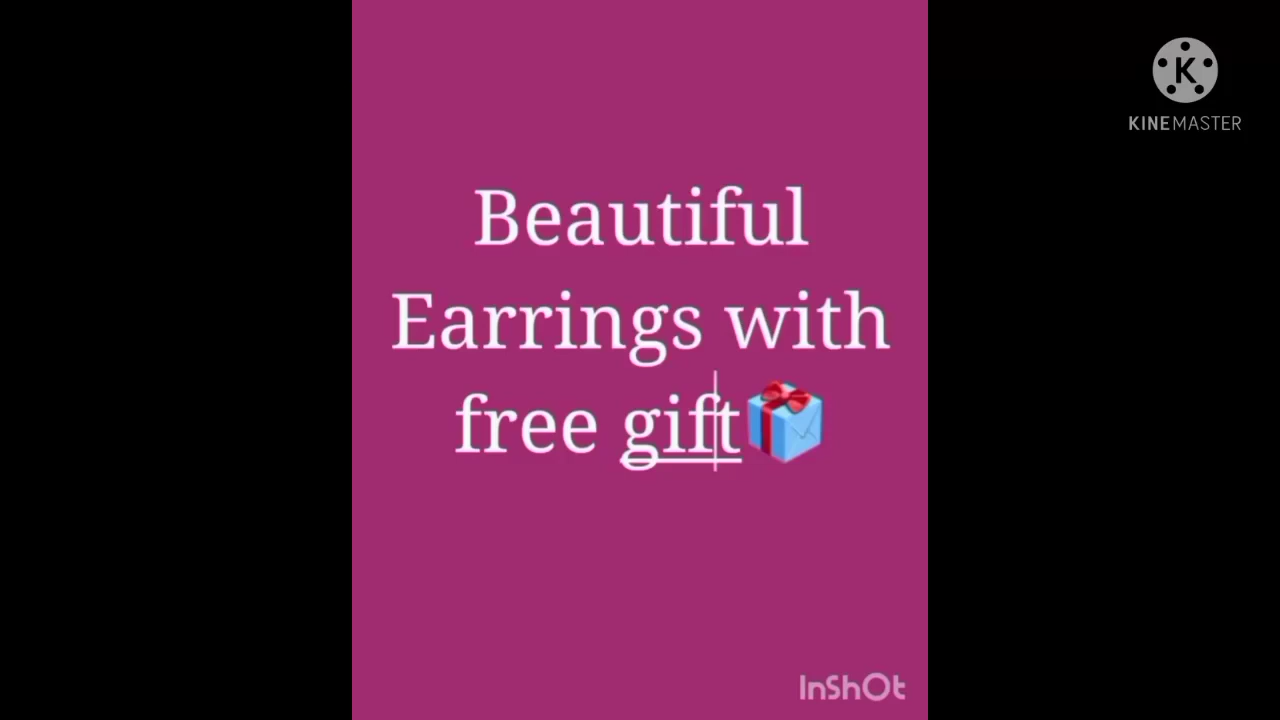 Beautiful
Earrings with
free gift🎁
KINEMASTER
InShOt